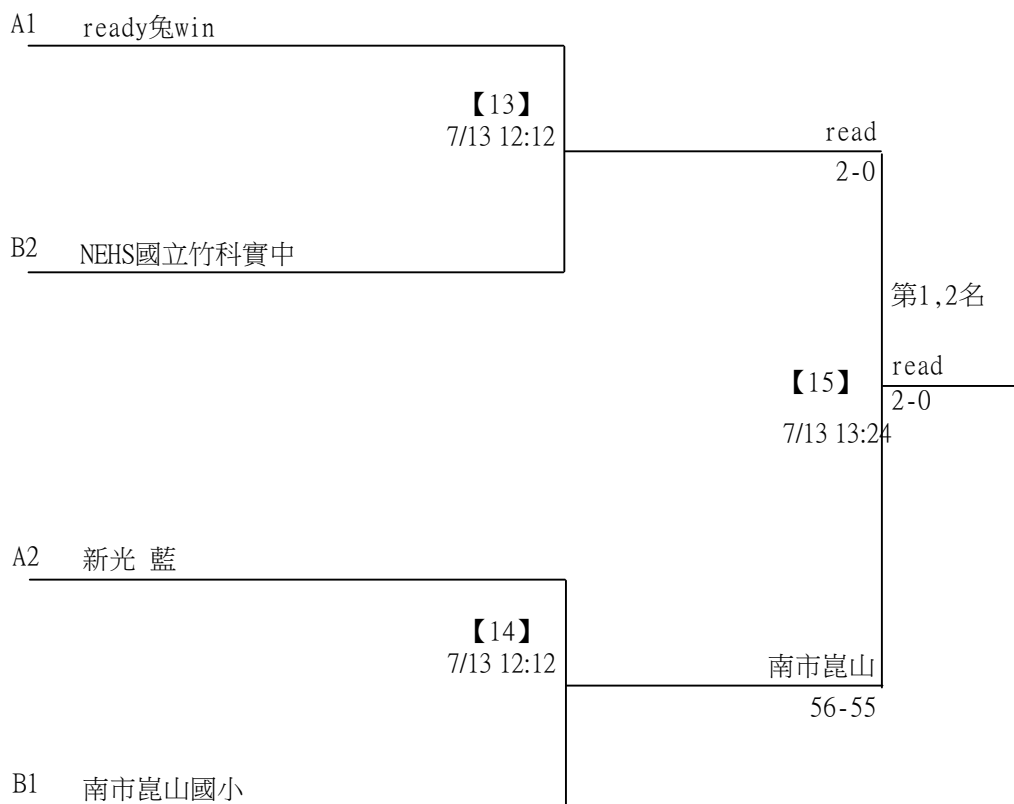 A1 ready兔win
【13】
7/13 12:12
read
2-0
B2 NEHS國立竹科實中
第1,2名
【15】
read
2-0
7/13 13:24
A2 新光 藍
【14】
7/13 12:12
南市崑山
56-55
B1 南市崑山國小